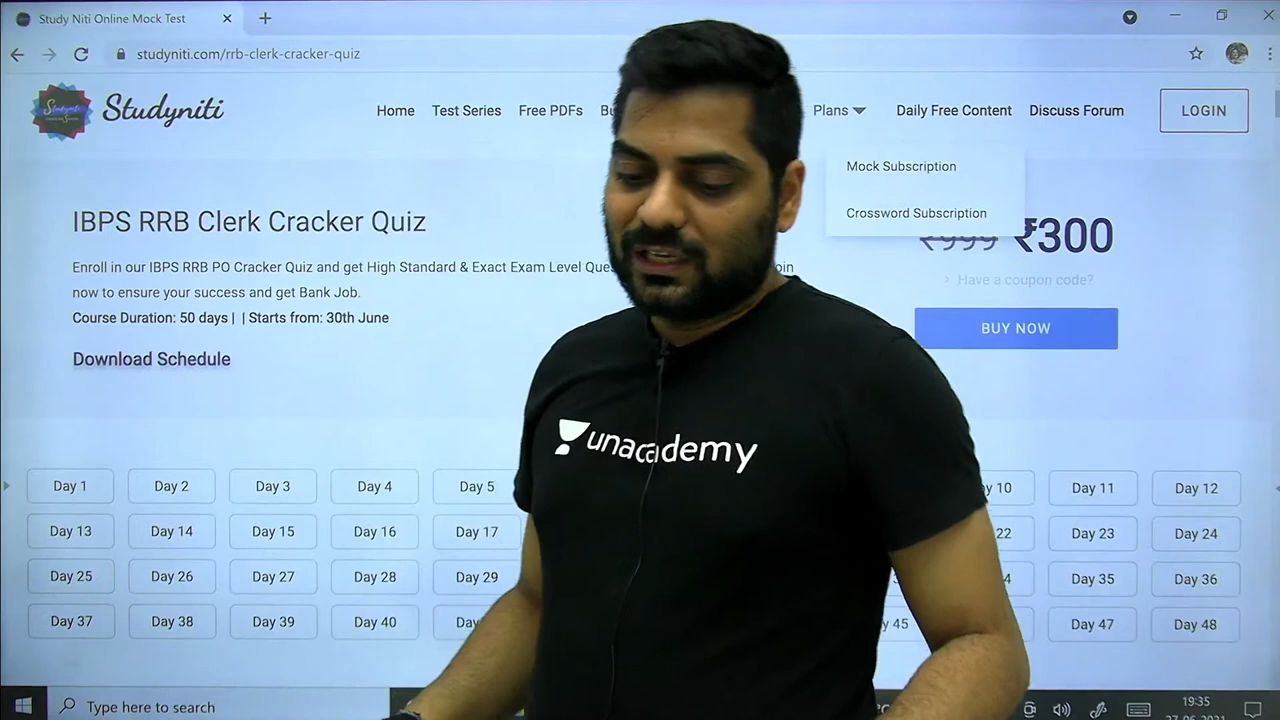 Study Niti Online Mock Test
studyniti.com/rrb-clerk-cracker-quiz
Studyniti
Home Test Series Free PDFs Plans Daily Free Content Discuss Forum LOGIN
Mock Subscription
Crossword Subscription
IBPS RRB Clerk Cracker Quiz
₹999 ₹300
Enroll in our IBPS RRB PO Cracker Quiz and get High Standard & Exact Exam Level
now to ensure your success and get Bank Job.
Have a coupon code?
Course Duration: 50 days | | Starts from: 30th June
BUY NOW
Download Schedule
unacademy
Day 1 Day 2 Day 3 Day 4 Day 5 10 Day 11 Day 12
Day 13 Day 14 Day 15 Day 16 Day 17 22 Day 23 Day 24
Day 25 Day 26 Day 27 Day 28 Day 29 Day 35 Day 36
Day 37 Day 38 Day 39 Day 40 45 Day 47 Day 48
Type here to search
19:35